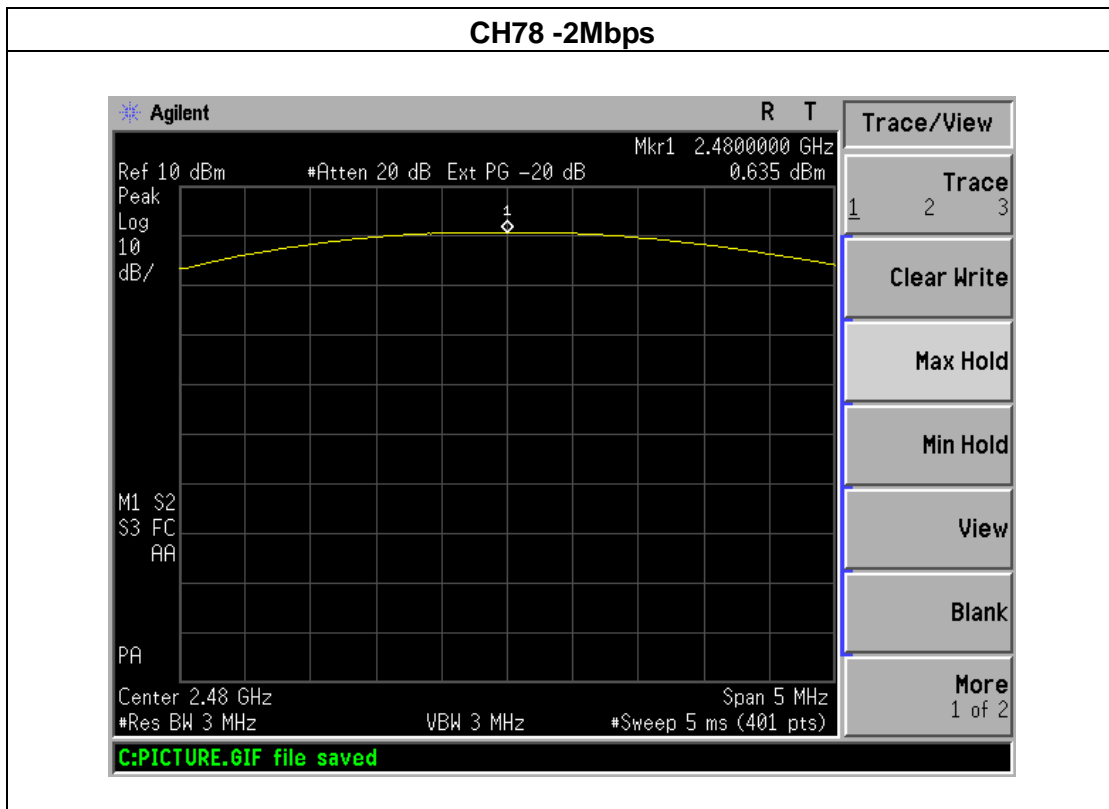 CH78 -2Mbps
Agilent R T
Mkr1 2.4800000 GHz
Ref 10 dBm #Atten 20 dB Ext PG -20 dB 0.635 dBm
Peak
Log
10
dB/
1
M1 S2
S3 FC
AA
PA
Center 2.48 GHz Span 5 MHz
#Res BW 3 MHz VBW 3 MHz #Sweep 5 ms (401 pts)
C:PICTURE.GIF file saved
Trace/View
Trace
1 2 3
Clear Write
Max Hold
Min Hold
View
Blank
More
1 of 2